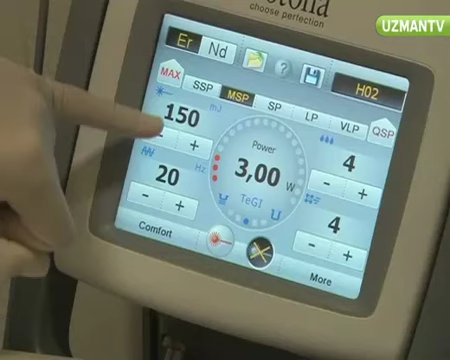 otona
choose perfection
UZMANTV
Er Nd ? H02
MAX SSP MSP SP LP VLP QSP
150 mJ
- +
20 Hz
- +
Power
3,00 W
TeGI
4
- +
4
- +
Comfort More